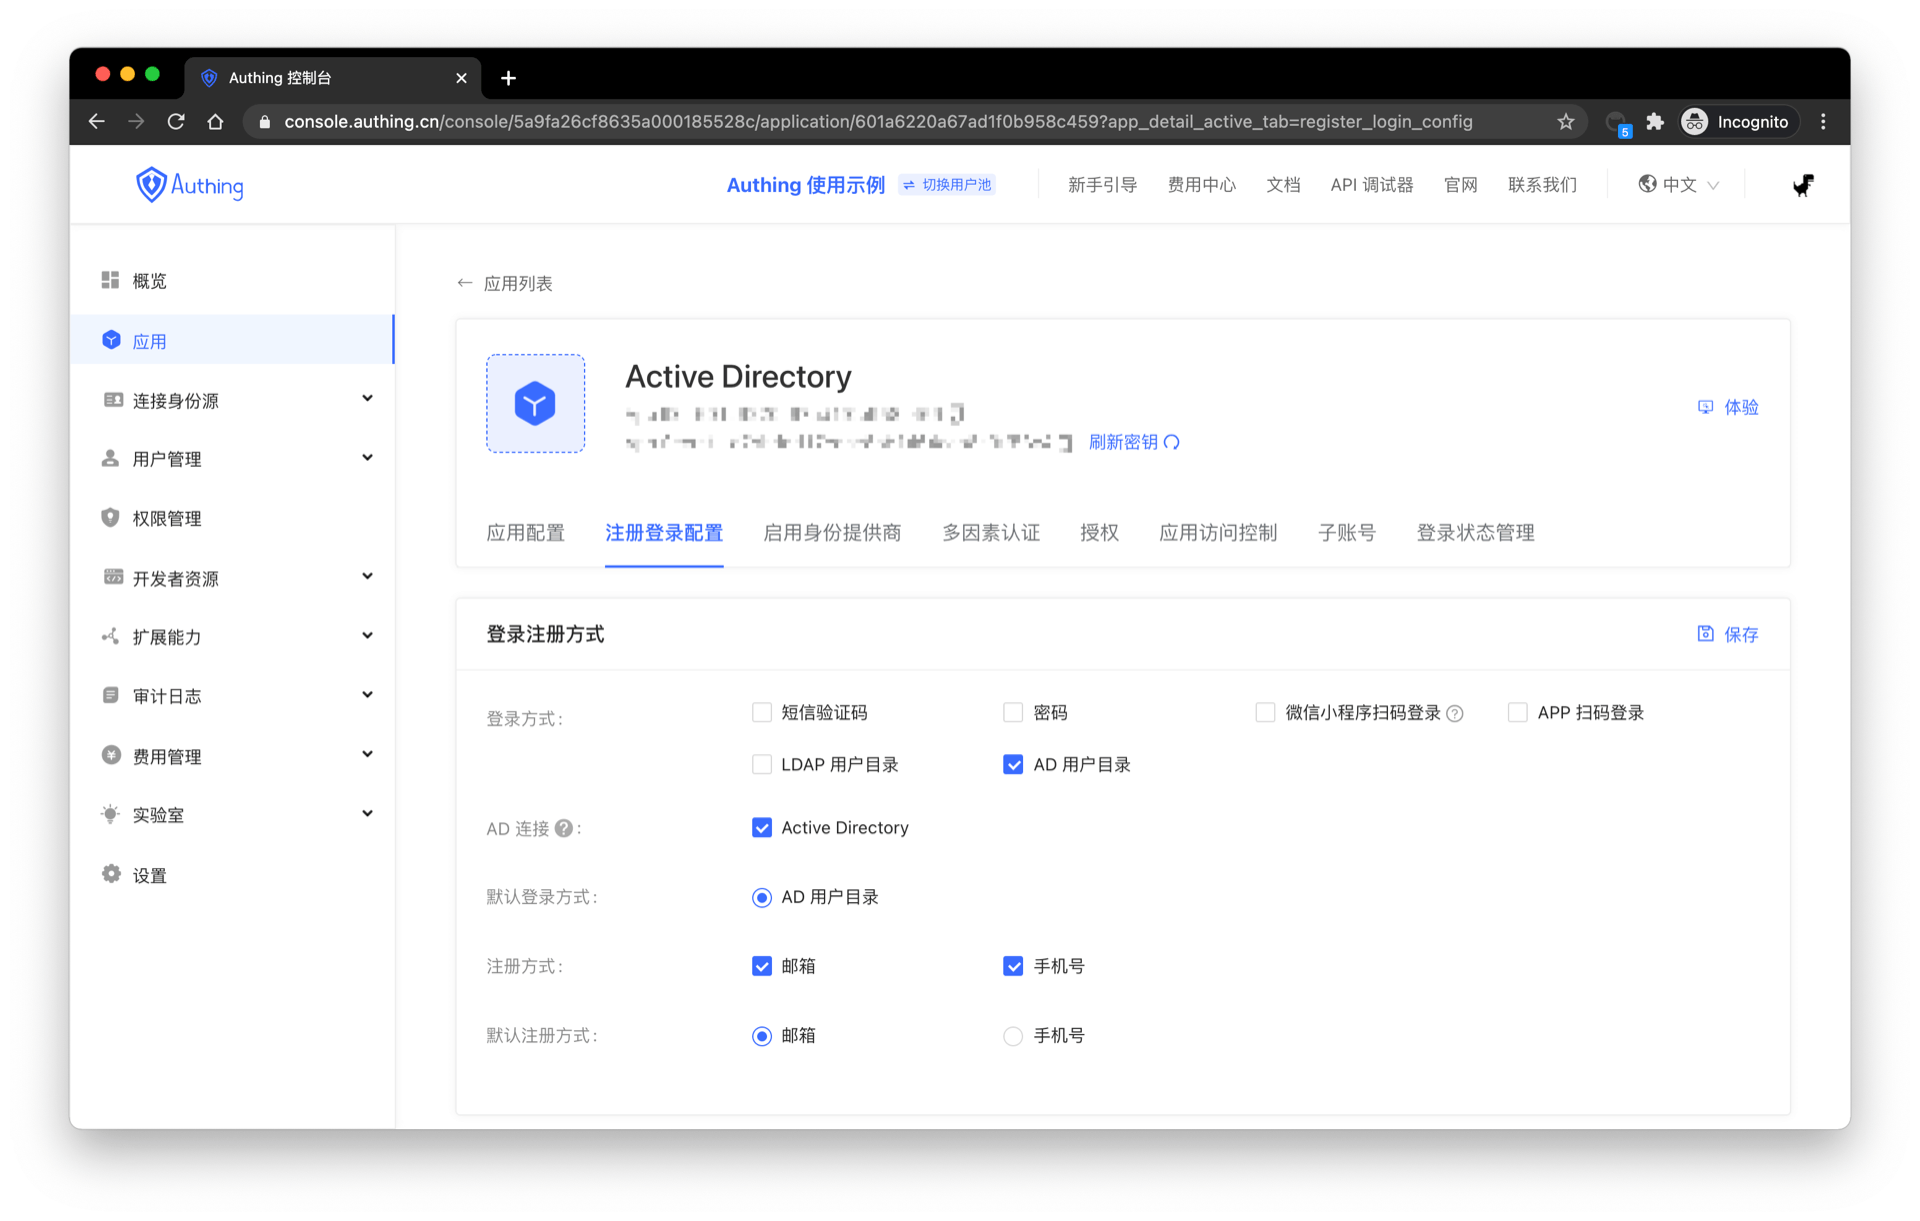 Authing 控制台
console.authing.cn/console/5a9fa26cf8635a000185528c/application/601a6220a67ad1f0b958c459?app_detail_active_tab=register_login_config
5
Incognito
Authing
Authing 使用示例 切换用户池 新手引导 费用中心 文档 API 调试器 官网 联系我们 中文
概览
应用
连接身份源
用户管理
权限管理
开发者资源
扩展能力
审计日志
费用管理
实验室
设置
应用列表
Active Directory
刷新密钥
体验
应用配置 注册登录配置 启用身份提供商 多因素认证 授权 应用访问控制 子账号 登录状态管理
登录注册方式 保存
登录方式: 短信验证码 密码 微信小程序扫码登录 APP 扫码登录
LDAP 用户目录 AD 用户目录
AD 连接 : Active Directory
默认登录方式: AD 用户目录
注册方式: 邮箱 手机号
默认注册方式: 邮箱 手机号